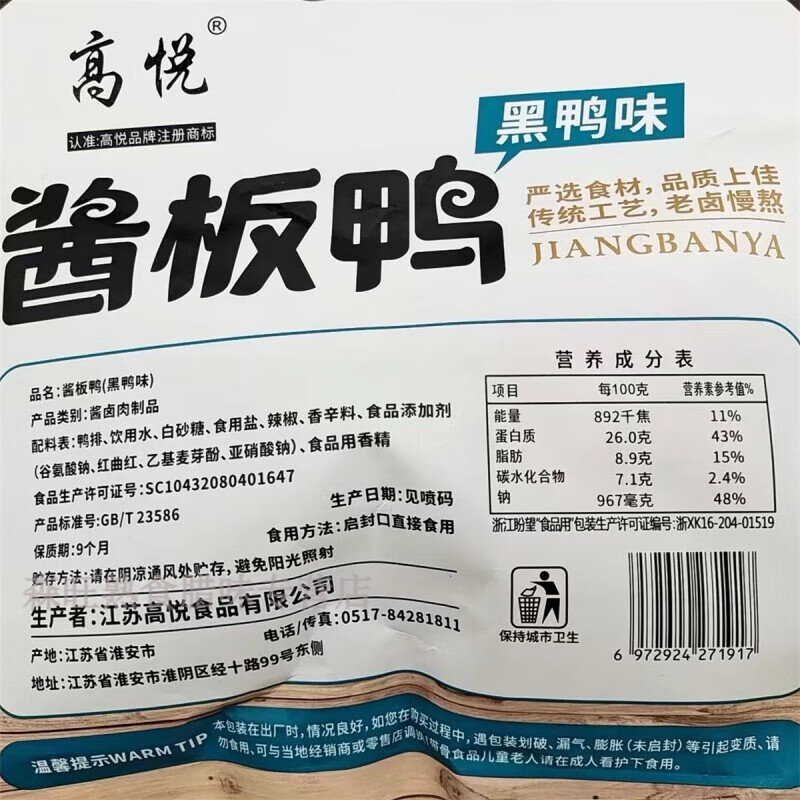 高悦®
认准:高悦品牌注册商标
黑鸭味
酱板鸭
严选食材，品质上佳
传统工艺，老卤慢熬
JIANGBANYA
品名:酱板鸭(黑鸭味)
产品类别:酱卤肉制品
配料表:鸭排、饮用水、白砂糖、食用盐、辣椒、香辛料、食品添加剂
(谷氨酸钠、红曲红、乙基麦芽酚、亚硝酸钠)、食品用香精
食品生产许可证号:SC10432080401647
生产日期:见喷码
产品标准号:GB/T 23586
食用方法:启封口直接食用
保质期:9个月
贮存方法:请在阴凉通风处贮存，避免阳光照射
生产者:江苏高悦食品有限公司
产地:江苏省淮安市
电话/传真:0517-84281811
地址:江苏省淮安市淮阴区经十路99号东侧
营养成分表
项目 每100克 营养素参考值%
能量 892千焦 11%
蛋白质 26.0克 43%
脂肪 8.9克 15%
碳水化合物 7.1克 2.4%
钠 967毫克 48%
浙江盼望"食品用"包装生产许可证编号:浙XK16-204-01519
保持城市卫生
6 972924 271917
温馨提示WARM TIP
本包装在出厂时，情况良好，如您在购买过程中，遇包装划破、漏气、膨胀(未启封)等引起变质、请
勿食用、可与当地经销商或零售店调换!带骨食品儿童老人请在成人看护下食用。